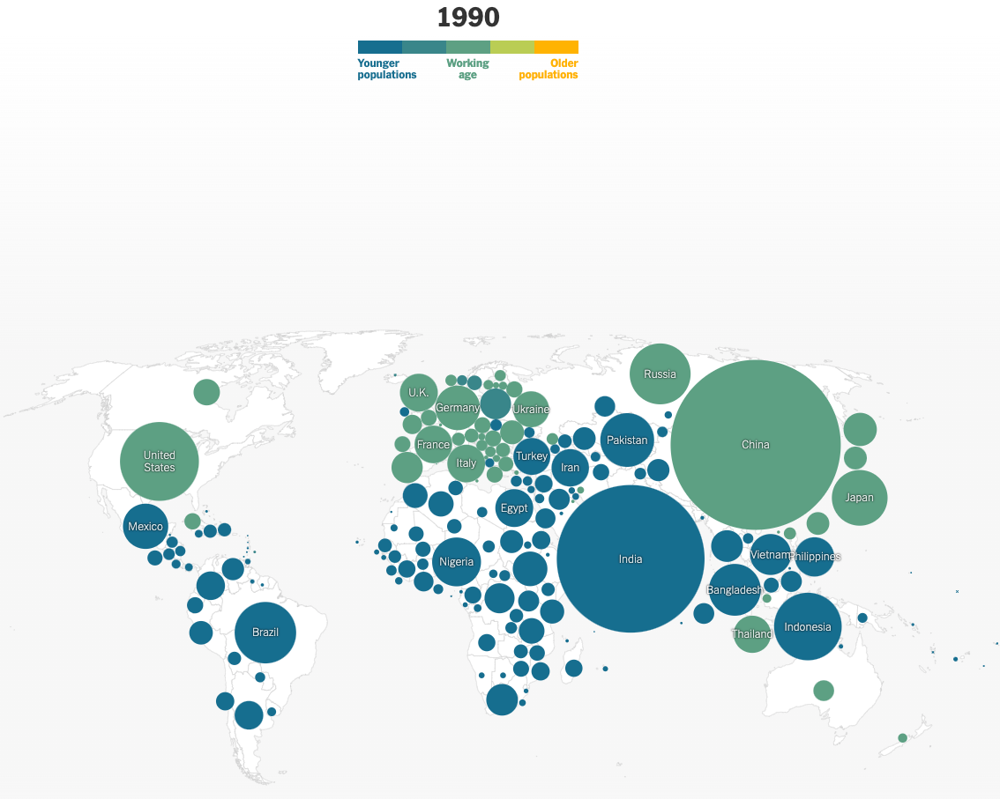 1990
Younger
populations
Working
age
Older
populations
Russia
U.K.
Germany
Ukraine
Pakistan
France
China
United
States
Italy
Turkey
Iran
Japan
Egypt
Mexico
Nigeria
India
Vietnam
Philippines
Bangladesh
Brazil
Indonesia
Thailand